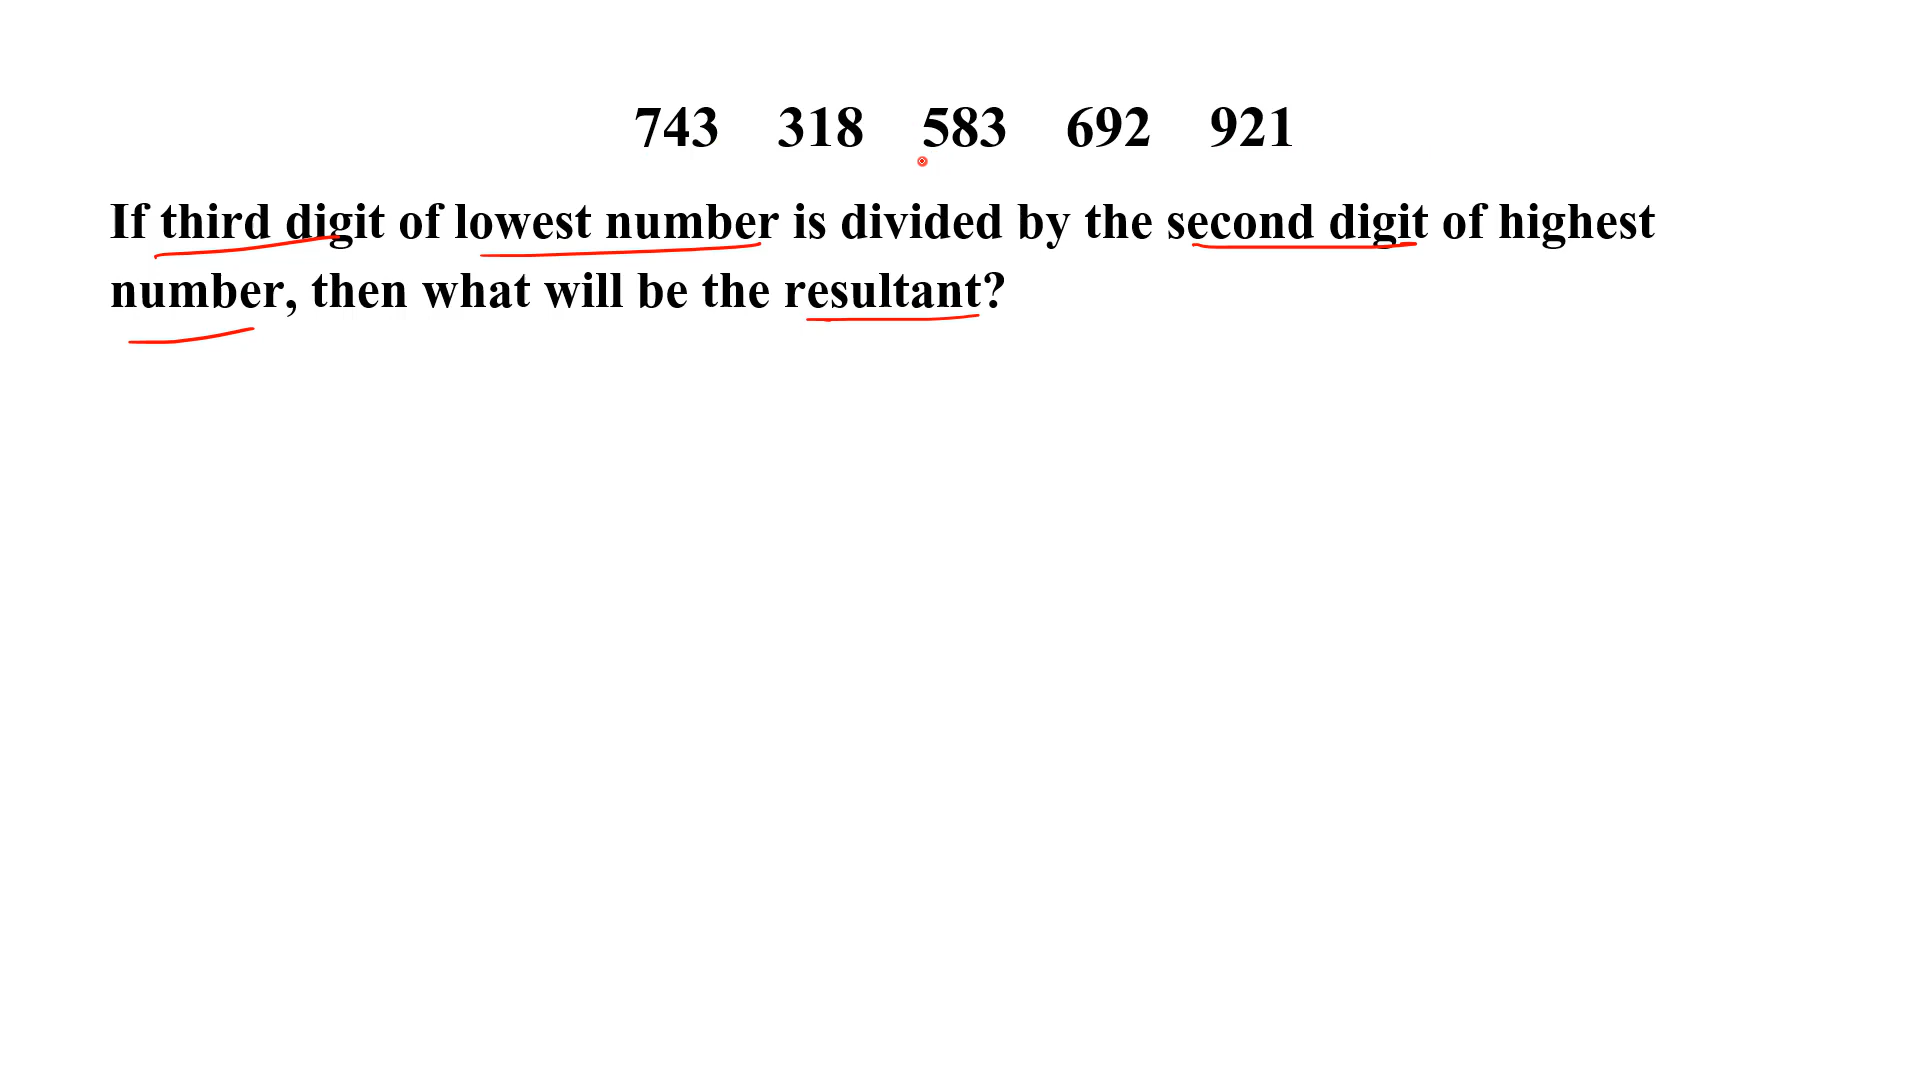 743 318 583 692 921
If third digit of lowest number is divided by the second digit of highest
number, then what will be the resultant?